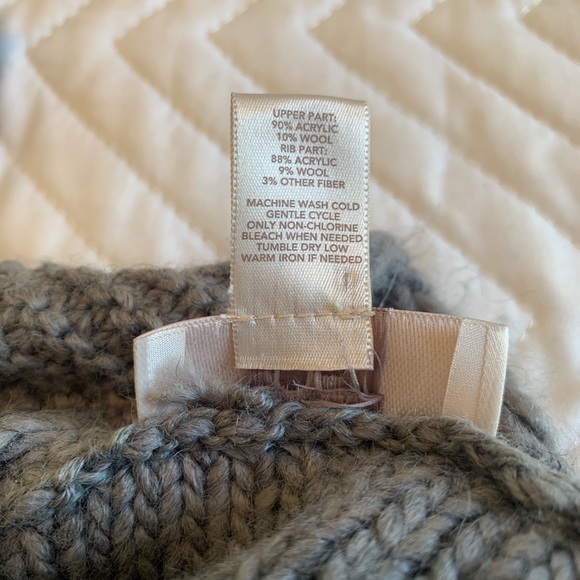 UPPER PART:
90% ACRYLIC
10% WOOL
RIB PART:
88% ACRYLIC
9% WOOL
3% OTHER FIBER
MACHINE WASH COLD
GENTLE CYCLE
ONLY NON-CHLORINE
BLEACH WHEN NEEDED
TUMBLE DRY LOW
WARM IRON IF NEEDED